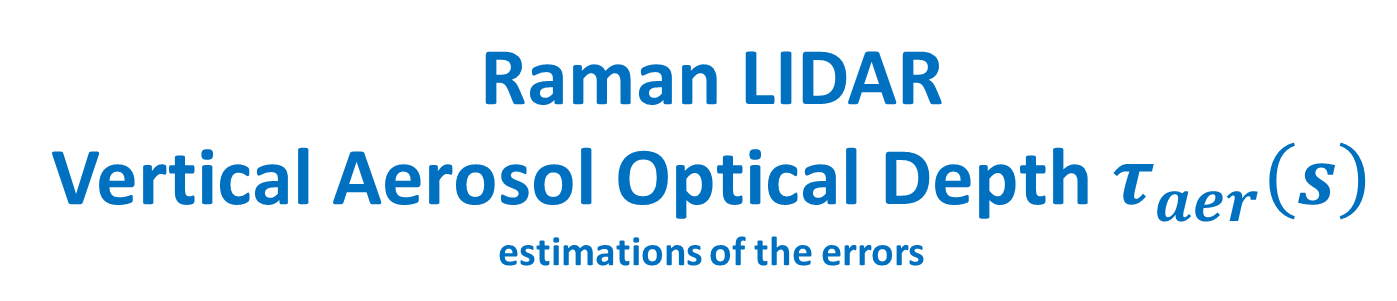 Raman LIDAR
Vertical Aerosol Optical Depth τ_aer(s)
estimations of the errors